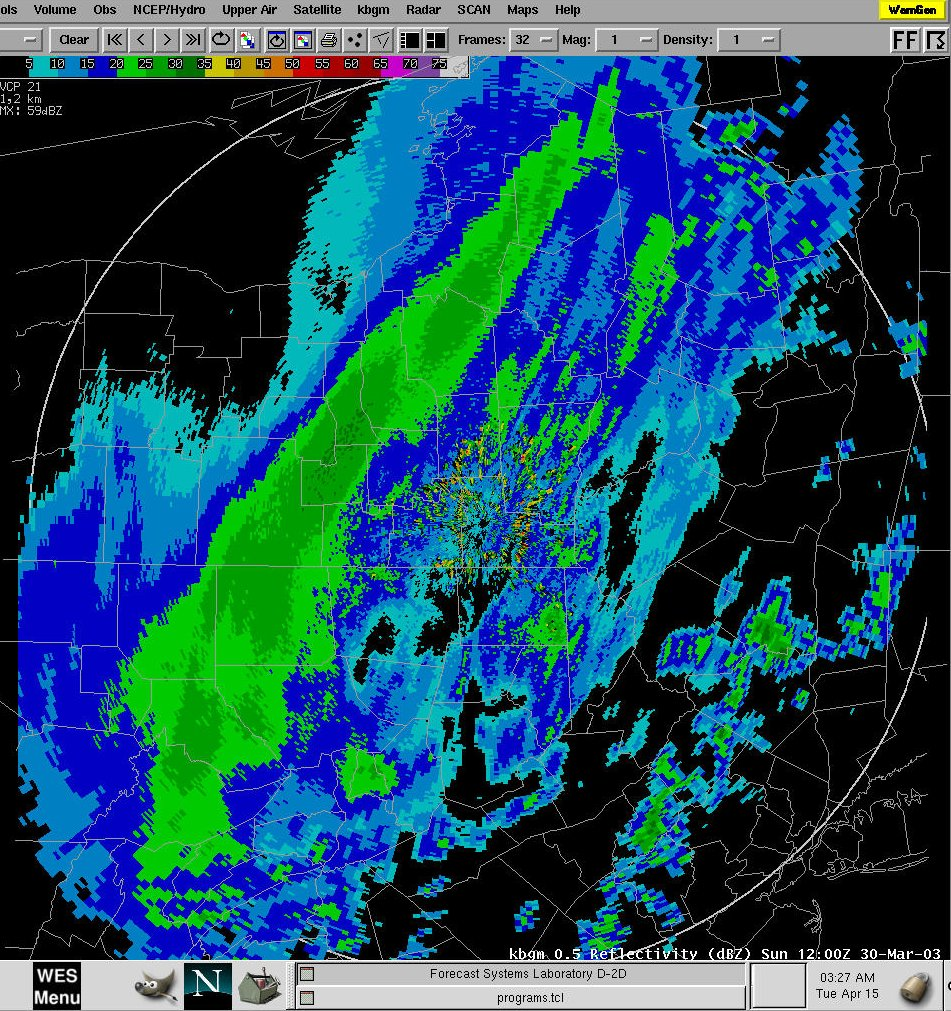 ols Volume Obs NCEP/Hydro Upper Air Satellite kbgm Radar SCAN Maps Help WarnGen
Clear Frames: 32 Mag: 1 Density: 1 FF
5 10 15 20 25 30 35 40 45 50 55 60 65 70 75
VCP 21
1,2 km
MX: 59dBZ
kbgm 0.5 Reflectivity (dBZ) Sun 12:00Z 30-Mar-03
WES
Menu
N
Forecast Systems Laboratory D-2D
programs.tcl
03:27 AM
Tue Apr 15